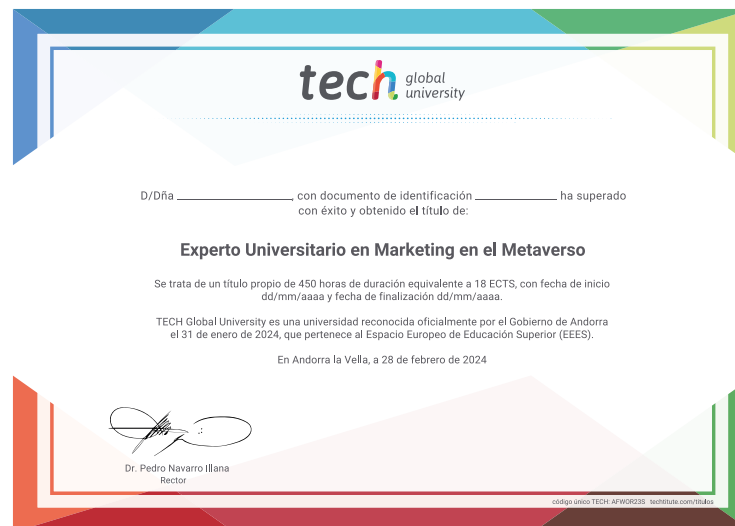 tech global
university
D/Dña ____________, con documento de identificación ____________ ha superado
con éxito y obtenido el título de:
Experto Universitario en Marketing en el Metaverso
Se trata de un título propio de 450 horas de duración equivalente a 18 ECTS, con fecha de inicio
dd/mm/aaaa y fecha de finalización dd/mm/aaaa.
TECH Global University es una universidad reconocida oficialmente por el Gobierno de Andorra
el 31 de enero de 2024, que pertenece al Espacio Europeo de Educación Superior (EEES).
En Andorra la Vella, a 28 de febrero de 2024
Dr. Pedro Navarro Illana
Rector
código único TECH: AFWOR23S techtitute.com/titulos